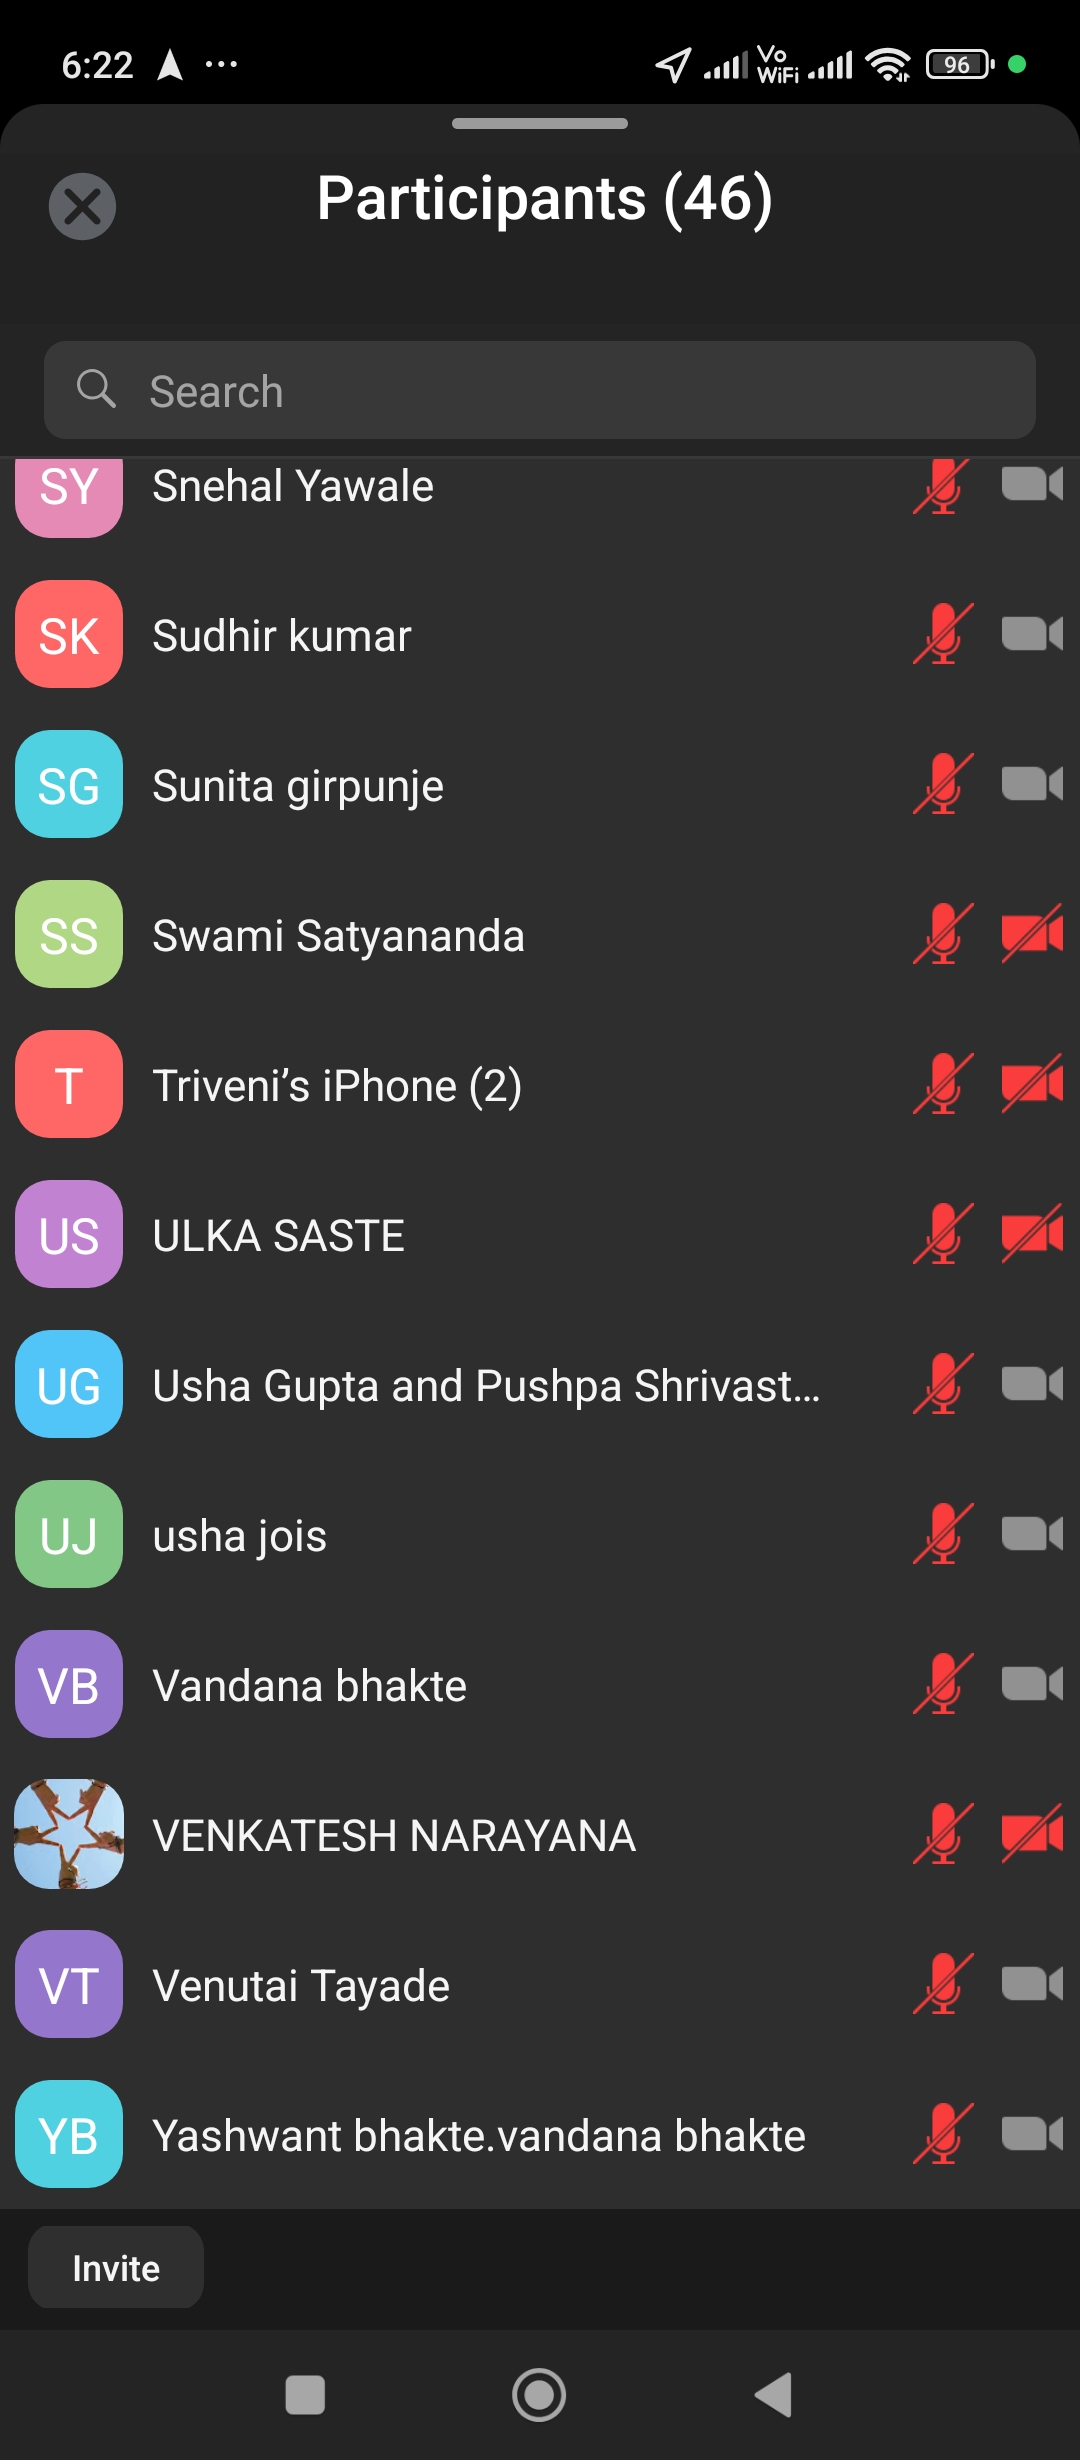 6:22
Vo
WiFi
96
Participants (46)
Search
SY Snehal Yawale
SK Sudhir kumar
SG Sunita girpunje
SS Swami Satyananda
T Triveni’s iPhone (2)
US ULKA SASTE
UG Usha Gupta and Pushpa Shrivast...
UJ usha jois
VB Vandana bhakte
VENKATESH NARAYANA
VT Venutai Tayade
YB Yashwant bhakte.vandana bhakte
Invite